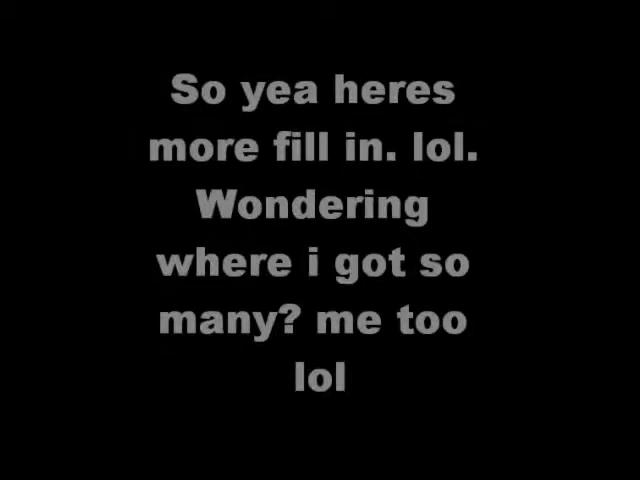 So yea heres
more fill in. lol.
Wondering
where i got so
many? me too
lol